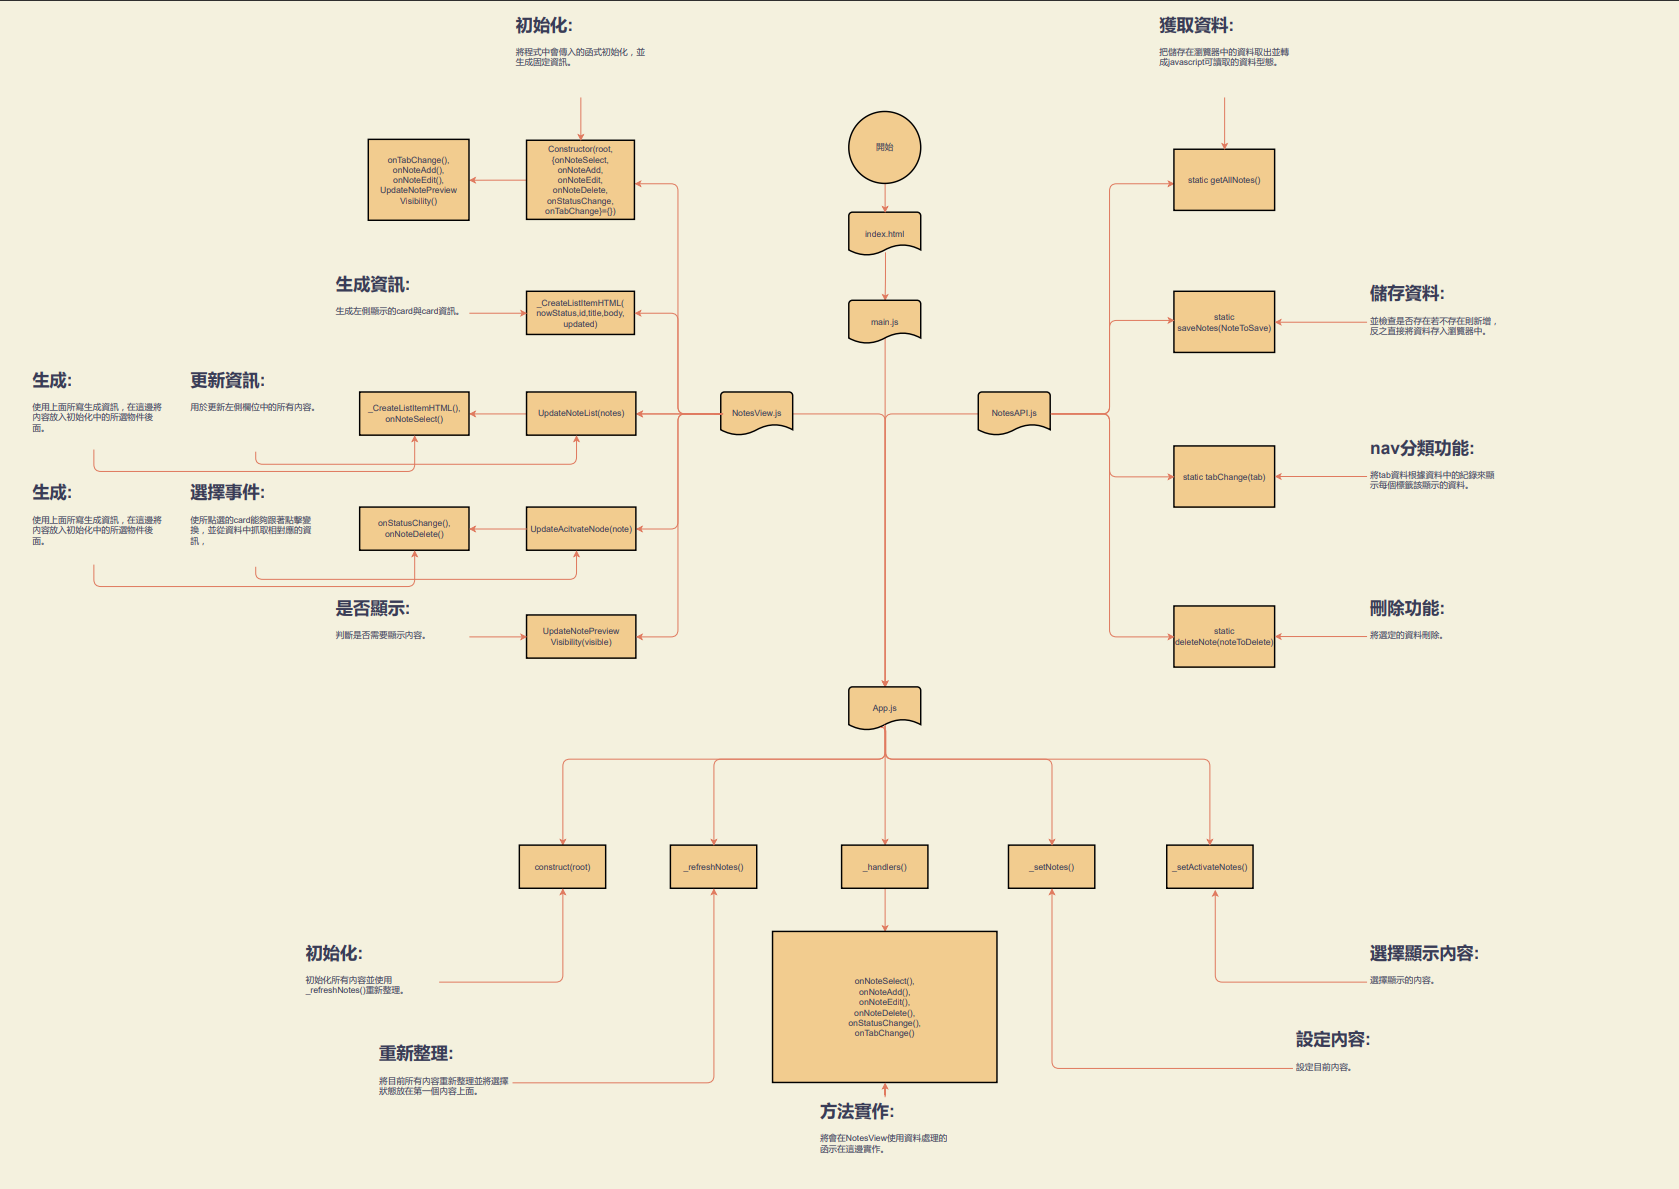 初始化:
將程式中會傳入的函式初始化，並
生成固定資訊。
獲取資料:
把儲存在瀏覽器中的資料取出並轉
成javascript可讀取的資料型態。
開始
onTabChange(),
onNoteAdd(),
onNoteEdit(),
UpdateNotePreview
Visibility()
Constructor(root,
{onNoteSelect,
onNoteAdd,
onNoteEdit,
onNoteDelete,
onStatusChange,
onTabChange}={})
static getAllNotes()
index.html
生成資訊:
生成左側顯示的card與card資訊。
_CreateListItemHTML(
nowStatus,id,title,body,
updated)
main.js
static
saveNotes(NoteToSave)
儲存資料:
並檢查是否存在若不存在則新增，
反之直接將資料存入瀏覽器中。
生成:
使用上面所寫生成資訊，在這邊將
內容放入初始化中的所選物件後
面。
更新資訊:
用於更新左側欄位中的所有內容。
_CreateListItemHTML(),
onNoteSelect()
UpdateNoteList(notes)
NotesView.js
NotesAPI.js
static tabChange(tab)
nav分類功能:
將tab資料根據資料中的紀錄來顯
示每個標籤該顯示的資料。
生成:
使用上面所寫生成資訊，在這邊將
內容放入初始化中的所選物件後
面。
選擇事件:
使所點選的card能夠跟著點擊變
換，並從資料中抓取相對應的資
訊，
onStatusChange(),
onNoteDelete()
UpdateAcitvateNode(note)
是否顯示:
判斷是否需要顯示內容。
UpdateNotePreview
Visibility(visible)
static
deleteNote(noteToDelete)
刪除功能:
將選定的資料刪除。
App.js
construct(root)
_refreshNotes()
_handlers()
_setNotes()
_setActivateNotes()
初始化:
初始化所有內容並使用
_refreshNotes()重新整理。
onNoteSelect(),
onNoteAdd(),
onNoteEdit(),
onNoteDelete(),
onStatusChange(),
onTabChange()
選擇顯示內容:
選擇顯示的內容。
重新整理:
將目前所有內容重新整理並將選擇
狀態放在第一個內容上面。
設定內容:
設定目前內容。
方法實作:
將會在NotesView使用資料處理的
函示在這邊實作。